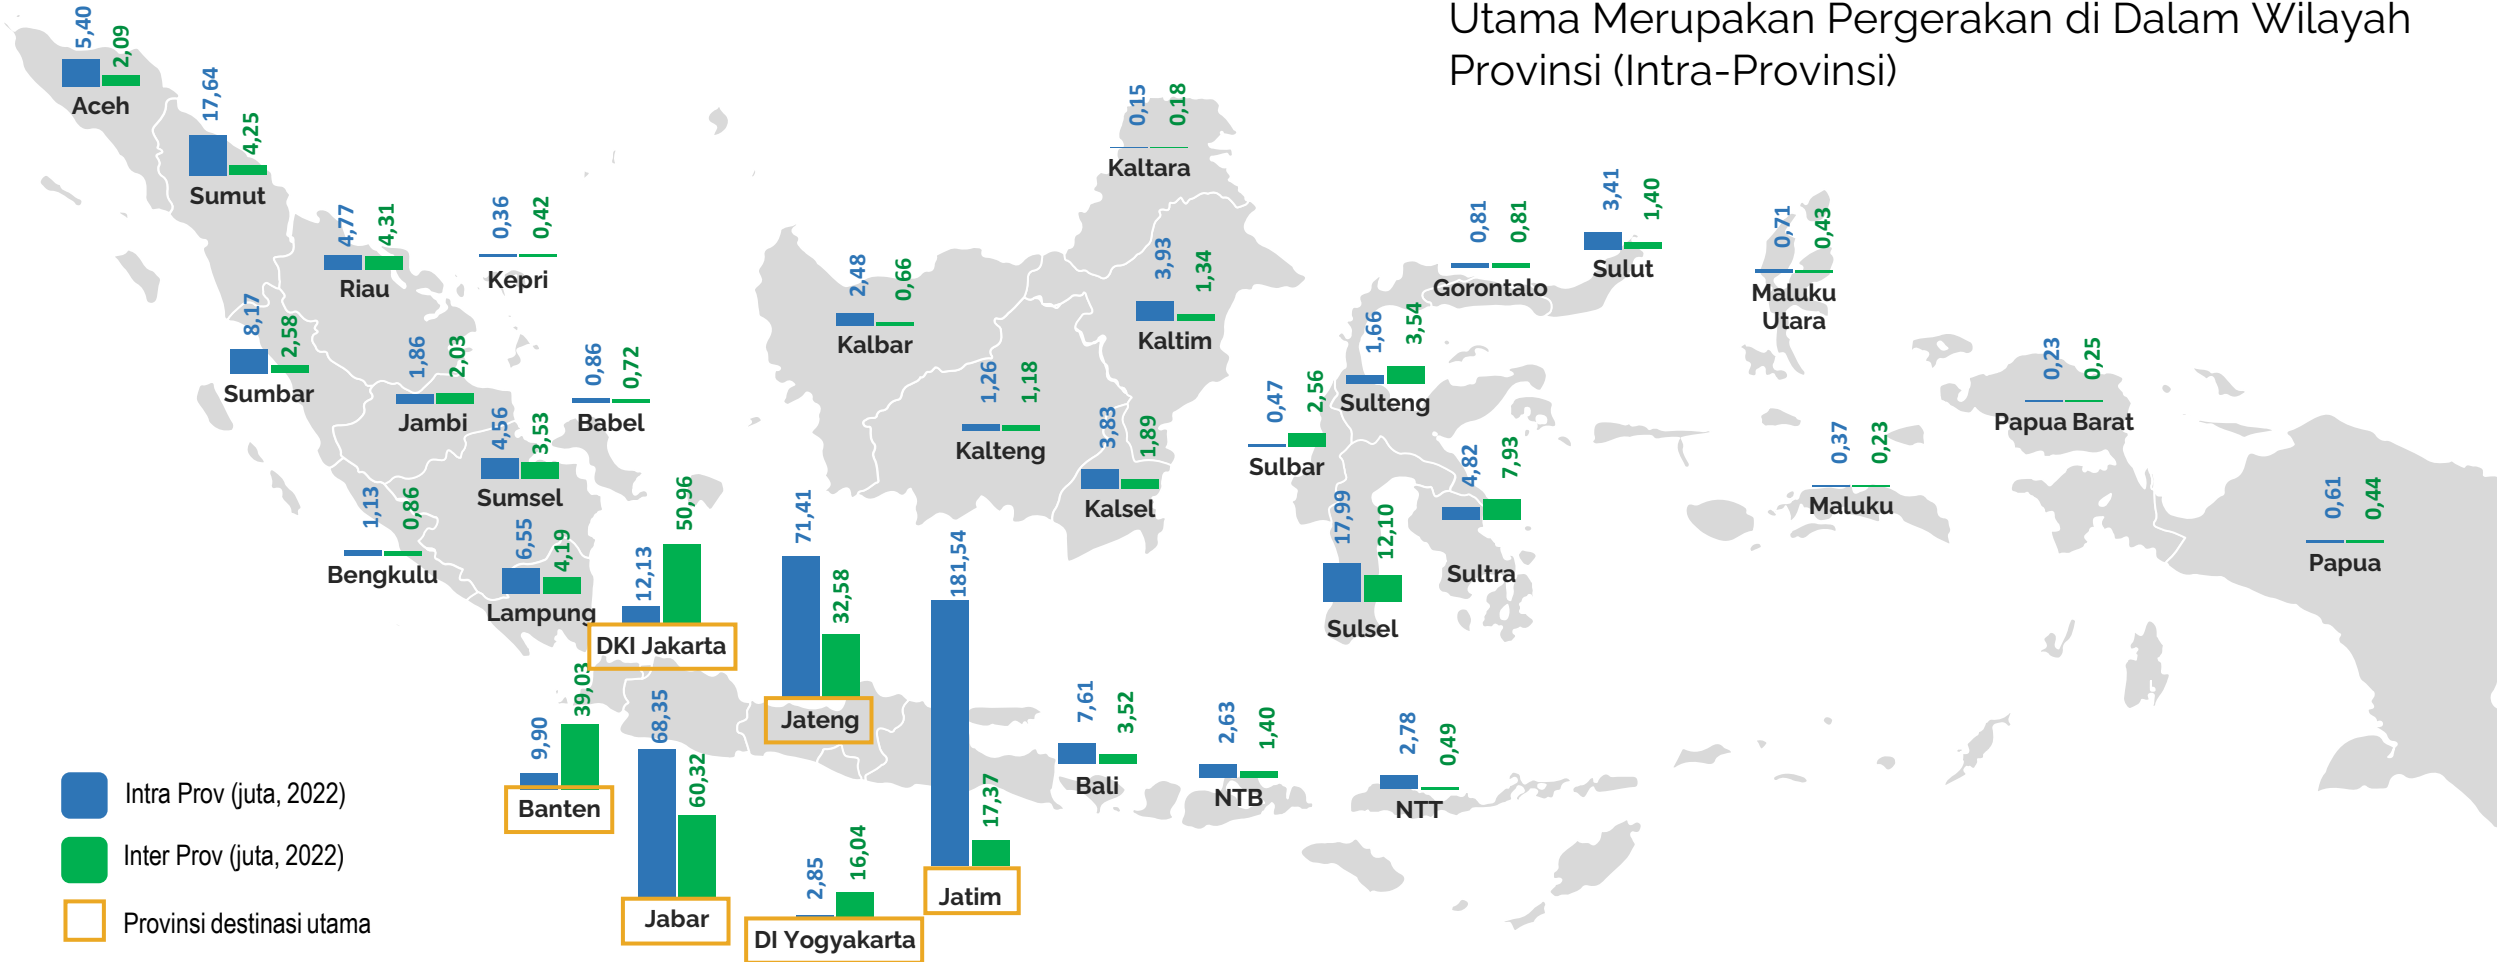 Utama Merupakan Pergerakan di Dalam Wilayah
Provinsi (Intra-Provinsi)
5,40
2,09
Aceh
17,64
4,25
Sumut
4,77
4,31
Riau
0,36
0,42
Kepri
8,17
2,58
Sumbar
1,86
2,03
Jambi
0,86
0,72
Babel
4,56
3,53
Sumsel
1,13
0,86
Bengkulu
6,55
4,19
Lampung
12,13
50,96
DKI Jakarta
9,90
39,03
Banten
68,35
60,32
Jabar
71,41
32,58
Jateng
2,85
16,04
DI Yogyakarta
181,54
17,37
Jatim
7,61
3,52
Bali
2,63
1,40
NTB
2,78
0,49
NTT
0,15
0,18
Kaltara
2,48
0,66
Kalbar
3,93
1,34
Kaltim
1,26
1,18
Kalteng
3,83
1,89
Kalsel
0,81
0,81
Gorontalo
3,41
1,40
Sulut
1,66
3,54
Sulteng
0,47
2,56
Sulbar
4,82
7,93
Sultra
17,99
12,10
Sulsel
0,71
0,43
Maluku
Utara
0,37
0,23
Maluku
0,23
0,25
Papua Barat
0,61
0,44
Papua
Intra Prov (juta, 2022)
Inter Prov (juta, 2022)
Provinsi destinasi utama